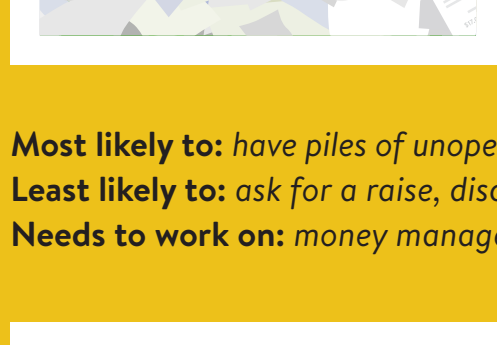 Most likely to: have piles of unope
Least likely to: ask for a raise, disc
Needs to work on: money manage